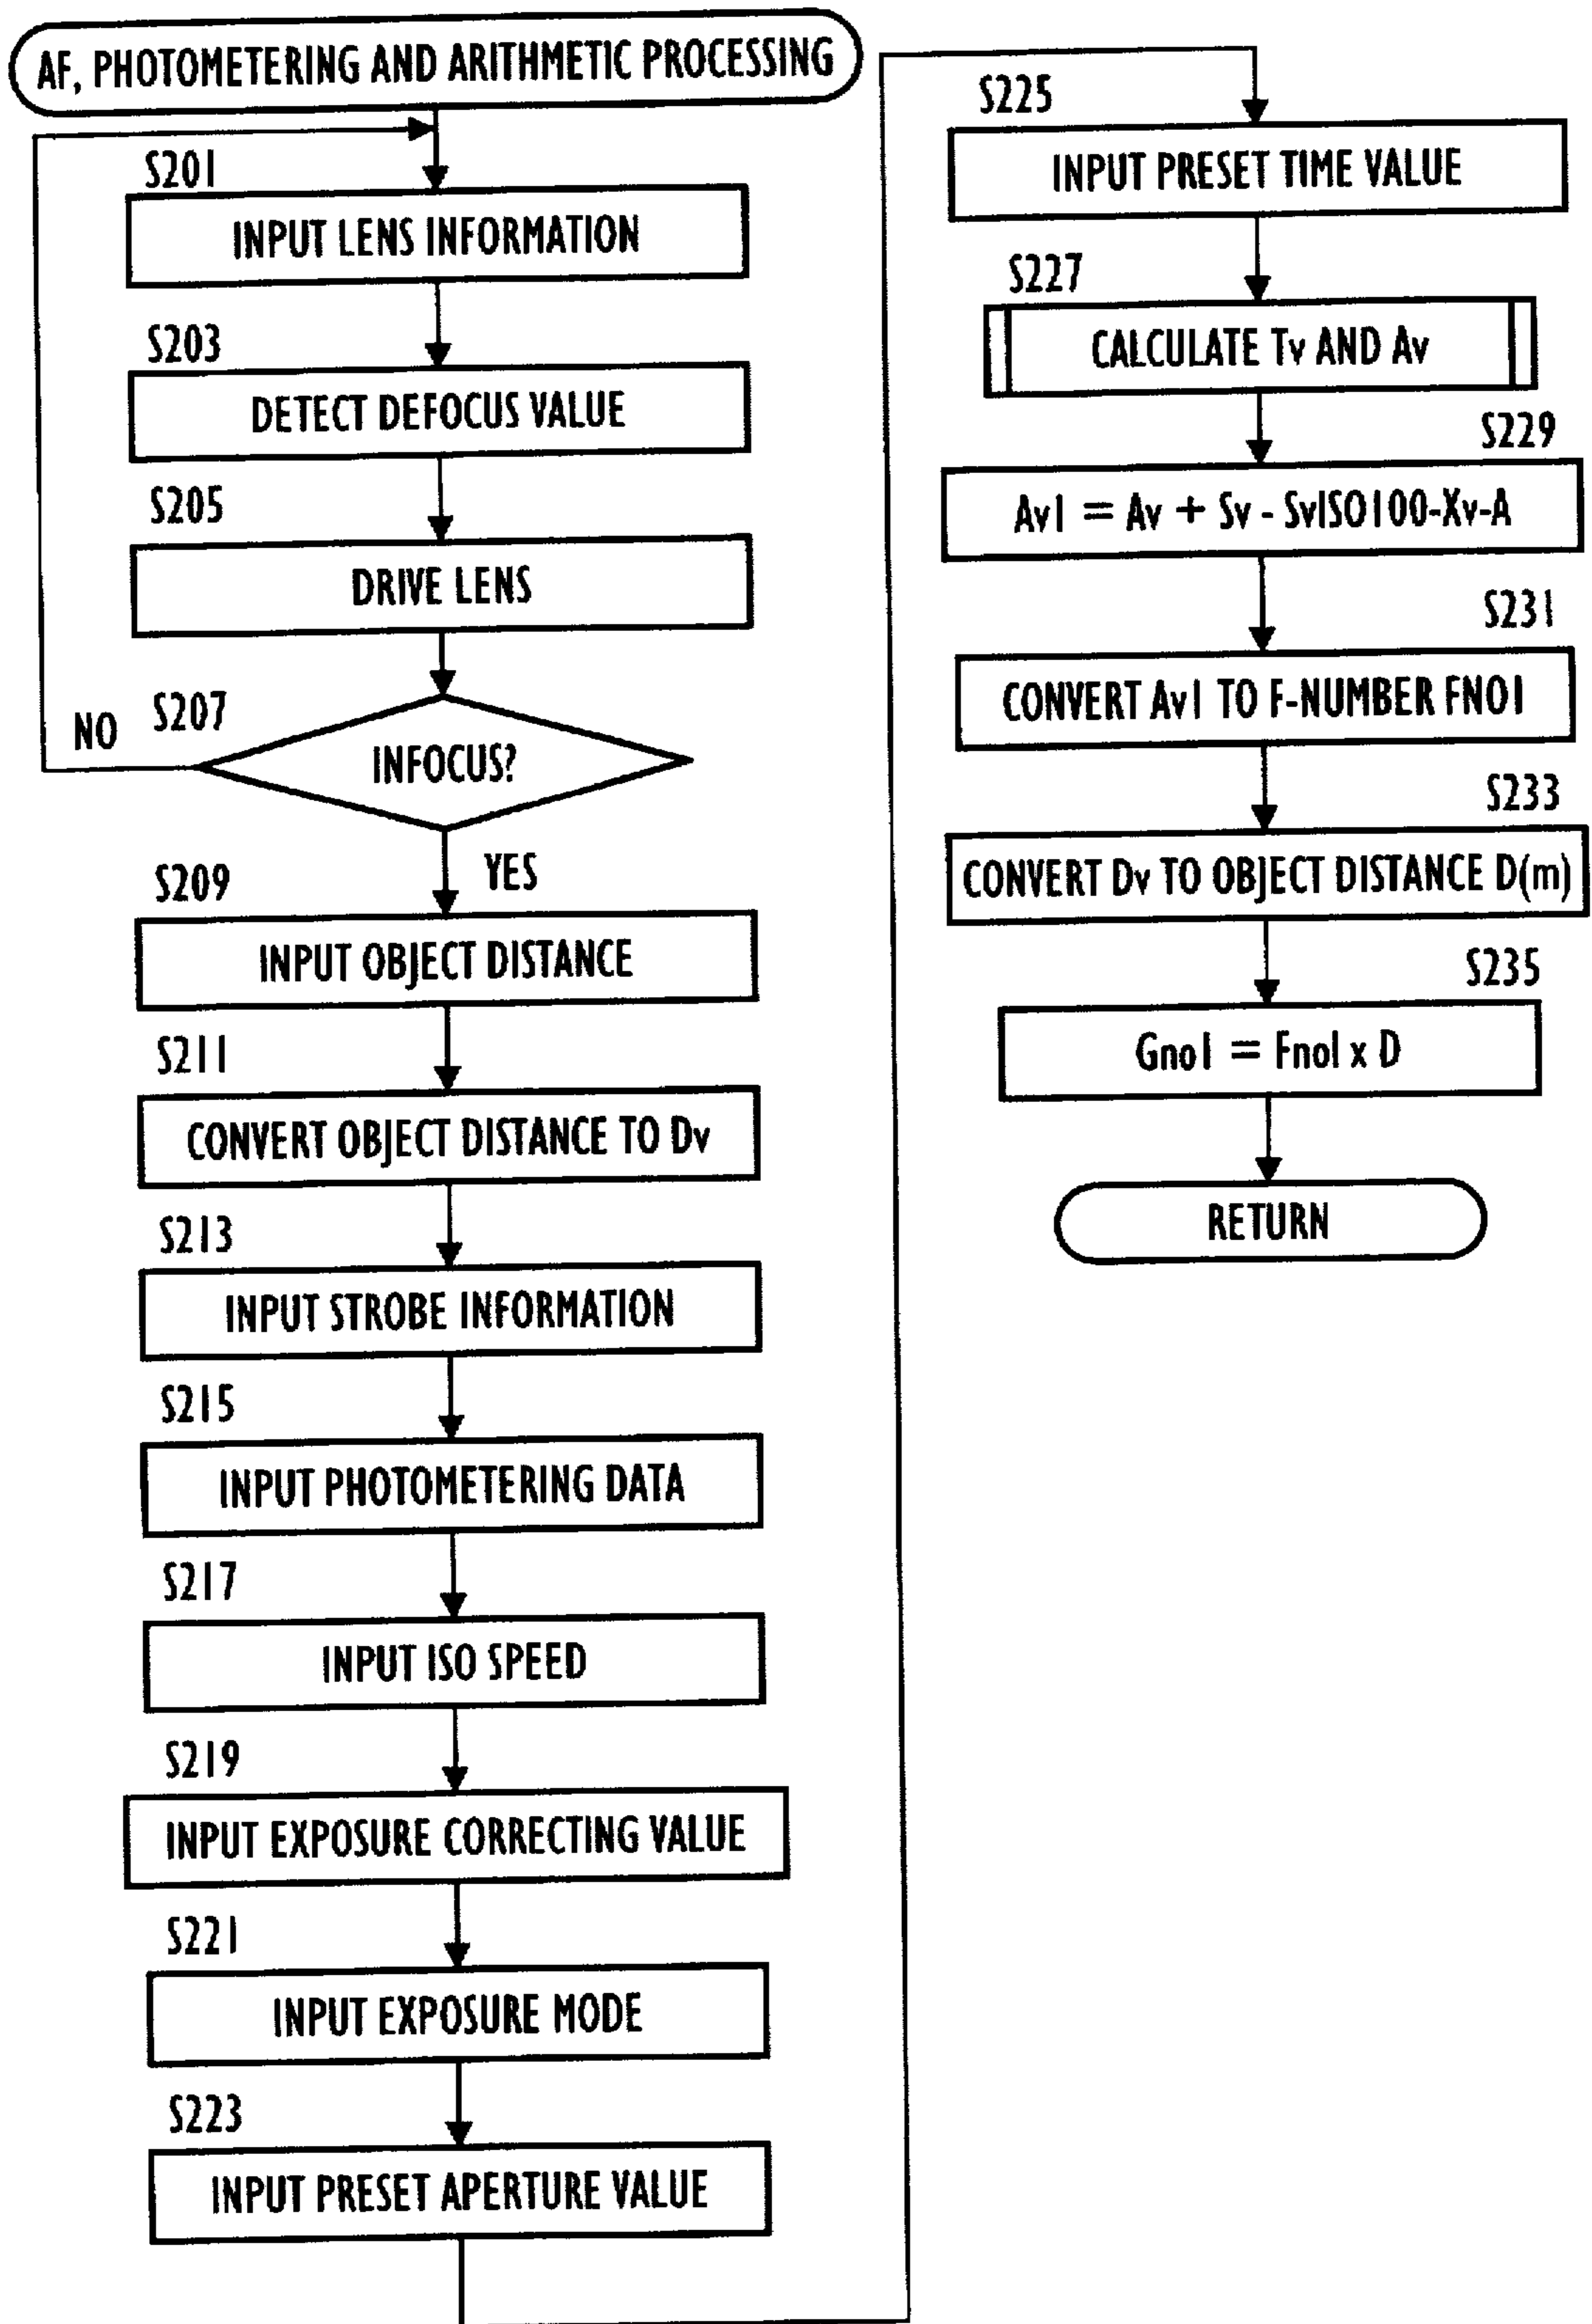 AF, PHOTOMETERING AND ARITHMETIC PROCESSING
S201
INPUT LENS INFORMATION
S203
DETECT DEFOCUS VALUE
S205
DRIVE LENS
S207
NO
INFOCUS?
YES
S209
INPUT OBJECT DISTANCE
S211
CONVERT OBJECT DISTANCE TO Dv
S213
INPUT STROBE INFORMATION
S215
INPUT PHOTOMETERING DATA
S217
INPUT ISO SPEED
S219
INPUT EXPOSURE CORRECTING VALUE
S221
INPUT EXPOSURE MODE
S223
INPUT PRESET APERTURE VALUE
S225
INPUT PRESET TIME VALUE
S227
CALCULATE Tv AND Av
S229
Av1 = Av + Sv - SvISO100-Xv-A
S231
CONVERT Av1 TO F-NUMBER FNO1
S233
CONVERT Dv TO OBJECT DISTANCE D(m)
S235
Gno1 = Fno1 x D
RETURN